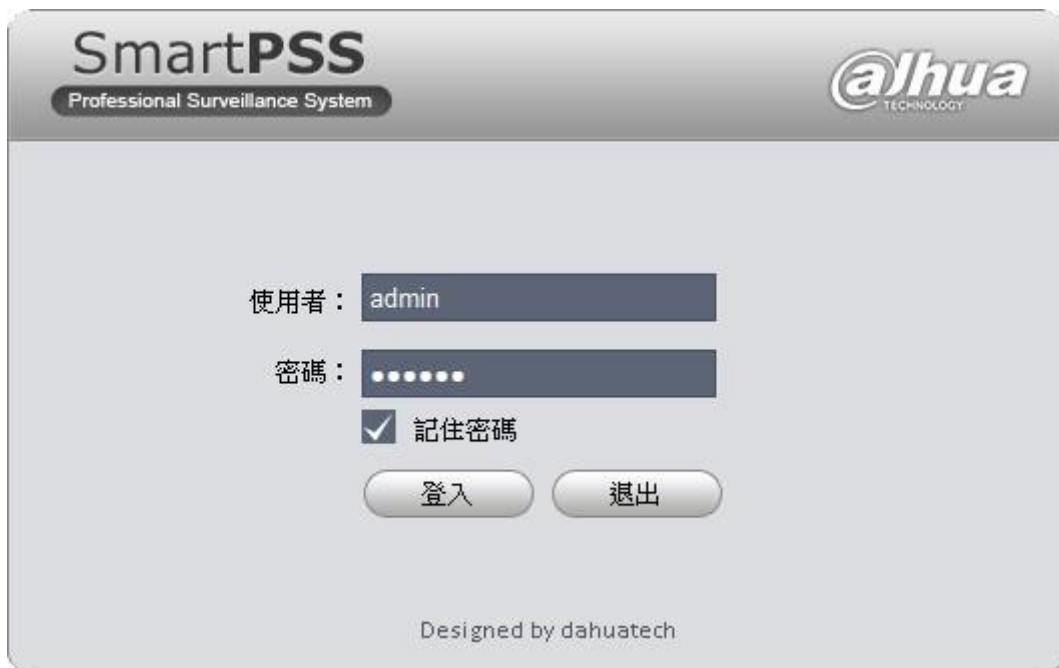 SmartPSS
Professional Surveillance System
alhua
TECHNOLOGY
使用者：
admin
密碼：
••••••
記住密碼
登入
退出
Designed by dahuatech